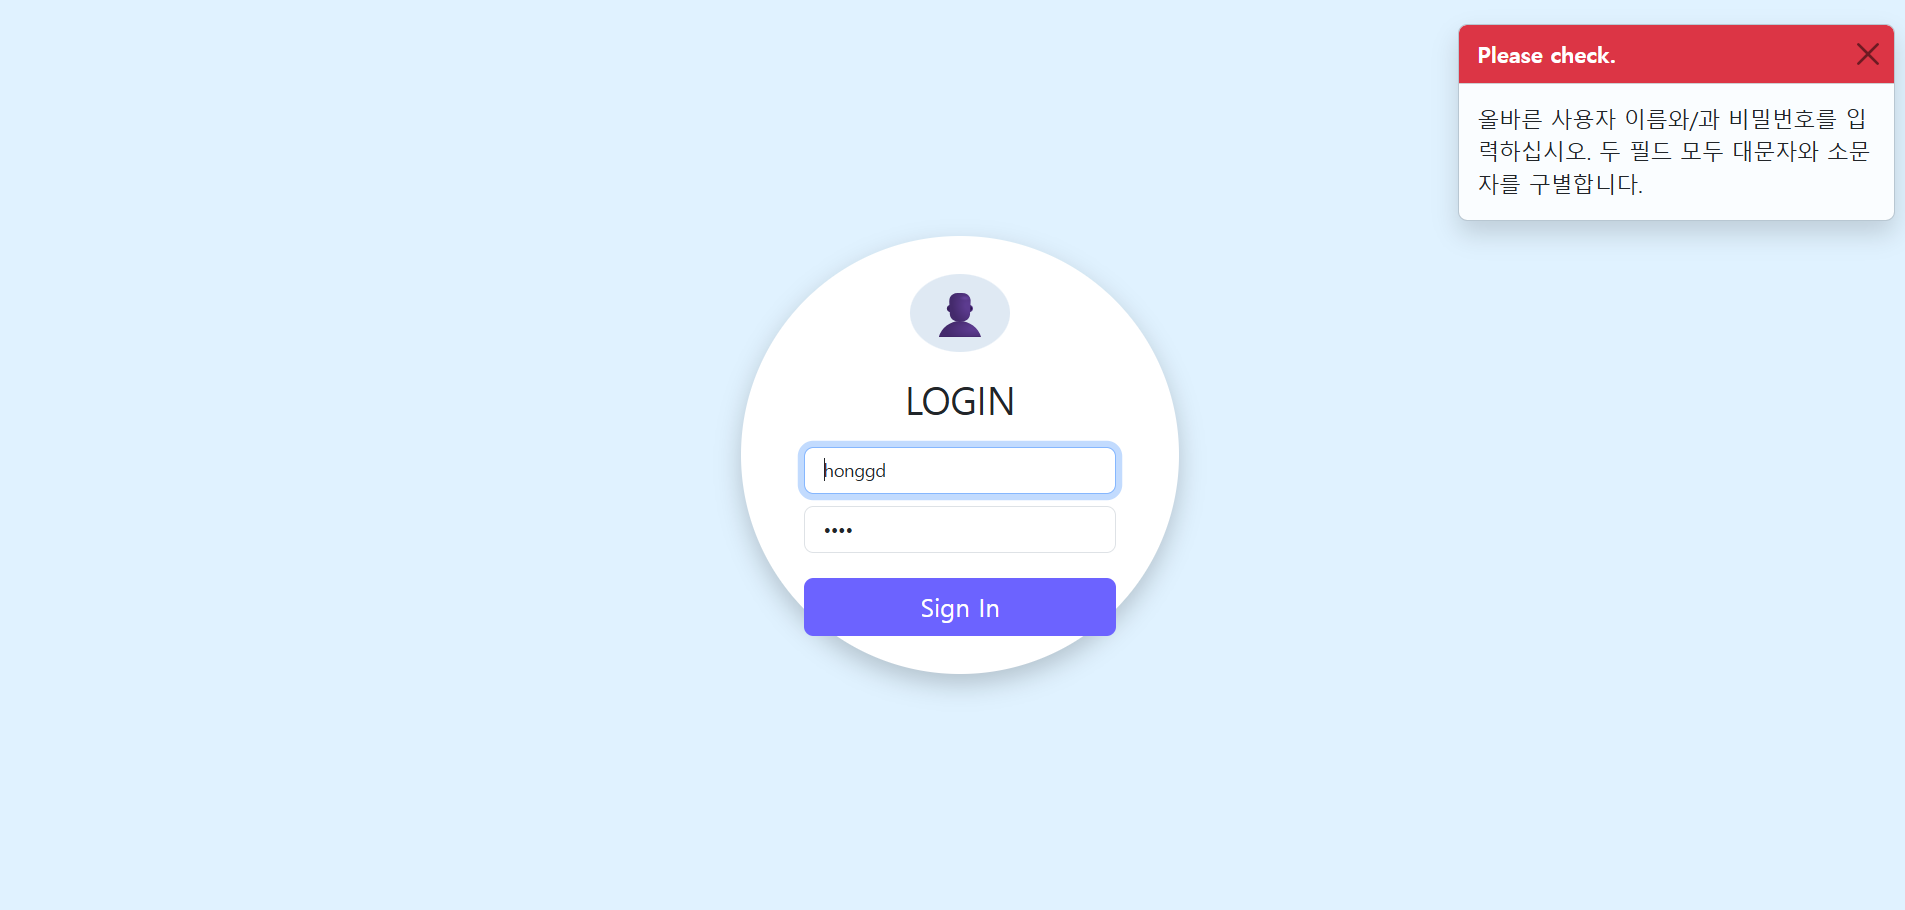 Please check.
올바른 사용자 이름와/과 비밀번호를 입
력하십시오. 두 필드 모두 대문자와 소문
자를 구별합니다.
LOGIN
honggd
••••
Sign In